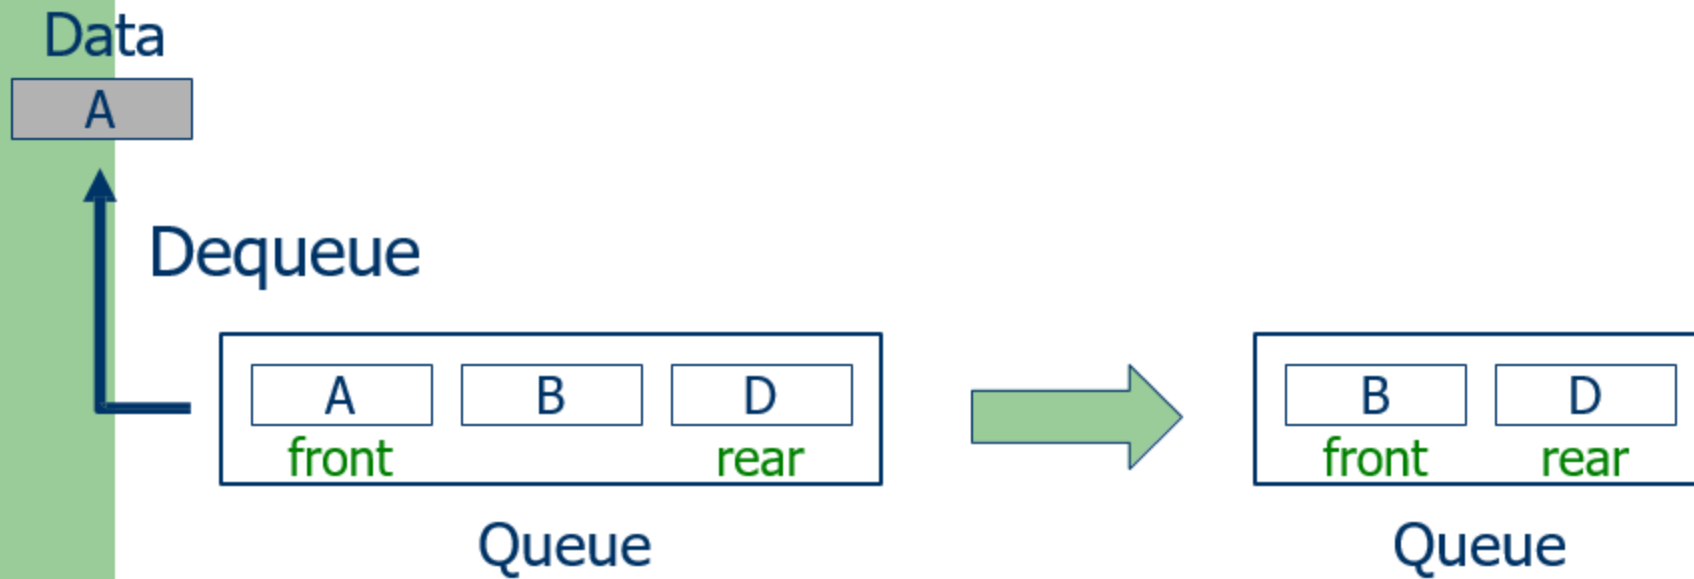 Data
A
Dequeue
A B D
front rear
Queue
B D
front rear
Queue